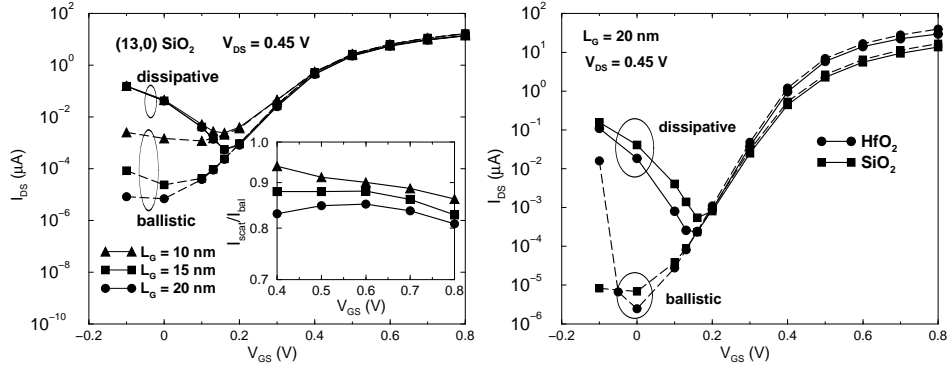 (13,0) SiO2 V_DS = 0.45 V
dissipative
ballistic
L_G = 10 nm
L_G = 15 nm
L_G = 20 nm
I_DS (μA)
10^2
10^0
10^−2
10^−4
10^−6
10^−8
10^−10
−0.2 0 0.2 0.4 0.6 0.8
V_GS (V)
I_scat/I_bal
1.0
0.9
0.8
0.7
0.4 0.5 0.6 0.7 0.8
V_GS (V)
L_G = 20 nm
V_DS = 0.45 V
dissipative
HfO2
SiO2
ballistic
I_DS (μA)
10^2
10^1
10^0
10^−1
10^−2
10^−3
10^−4
10^−5
10^−6
−0.2 0 0.2 0.4 0.6 0.8
V_GS (V)